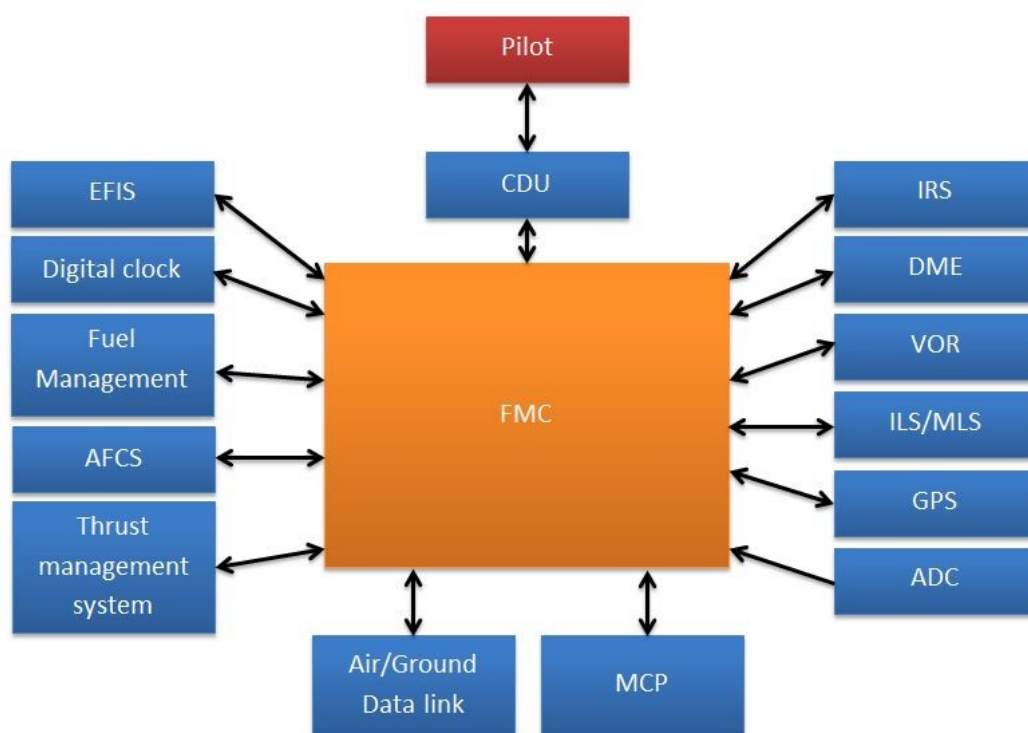 Pilot
CDU
EFIS
Digital clock
Fuel
Management
AFCS
Thrust
management
system
FMC
IRS
DME
VOR
ILS/MLS
GPS
ADC
Air/Ground
Data link
MCP